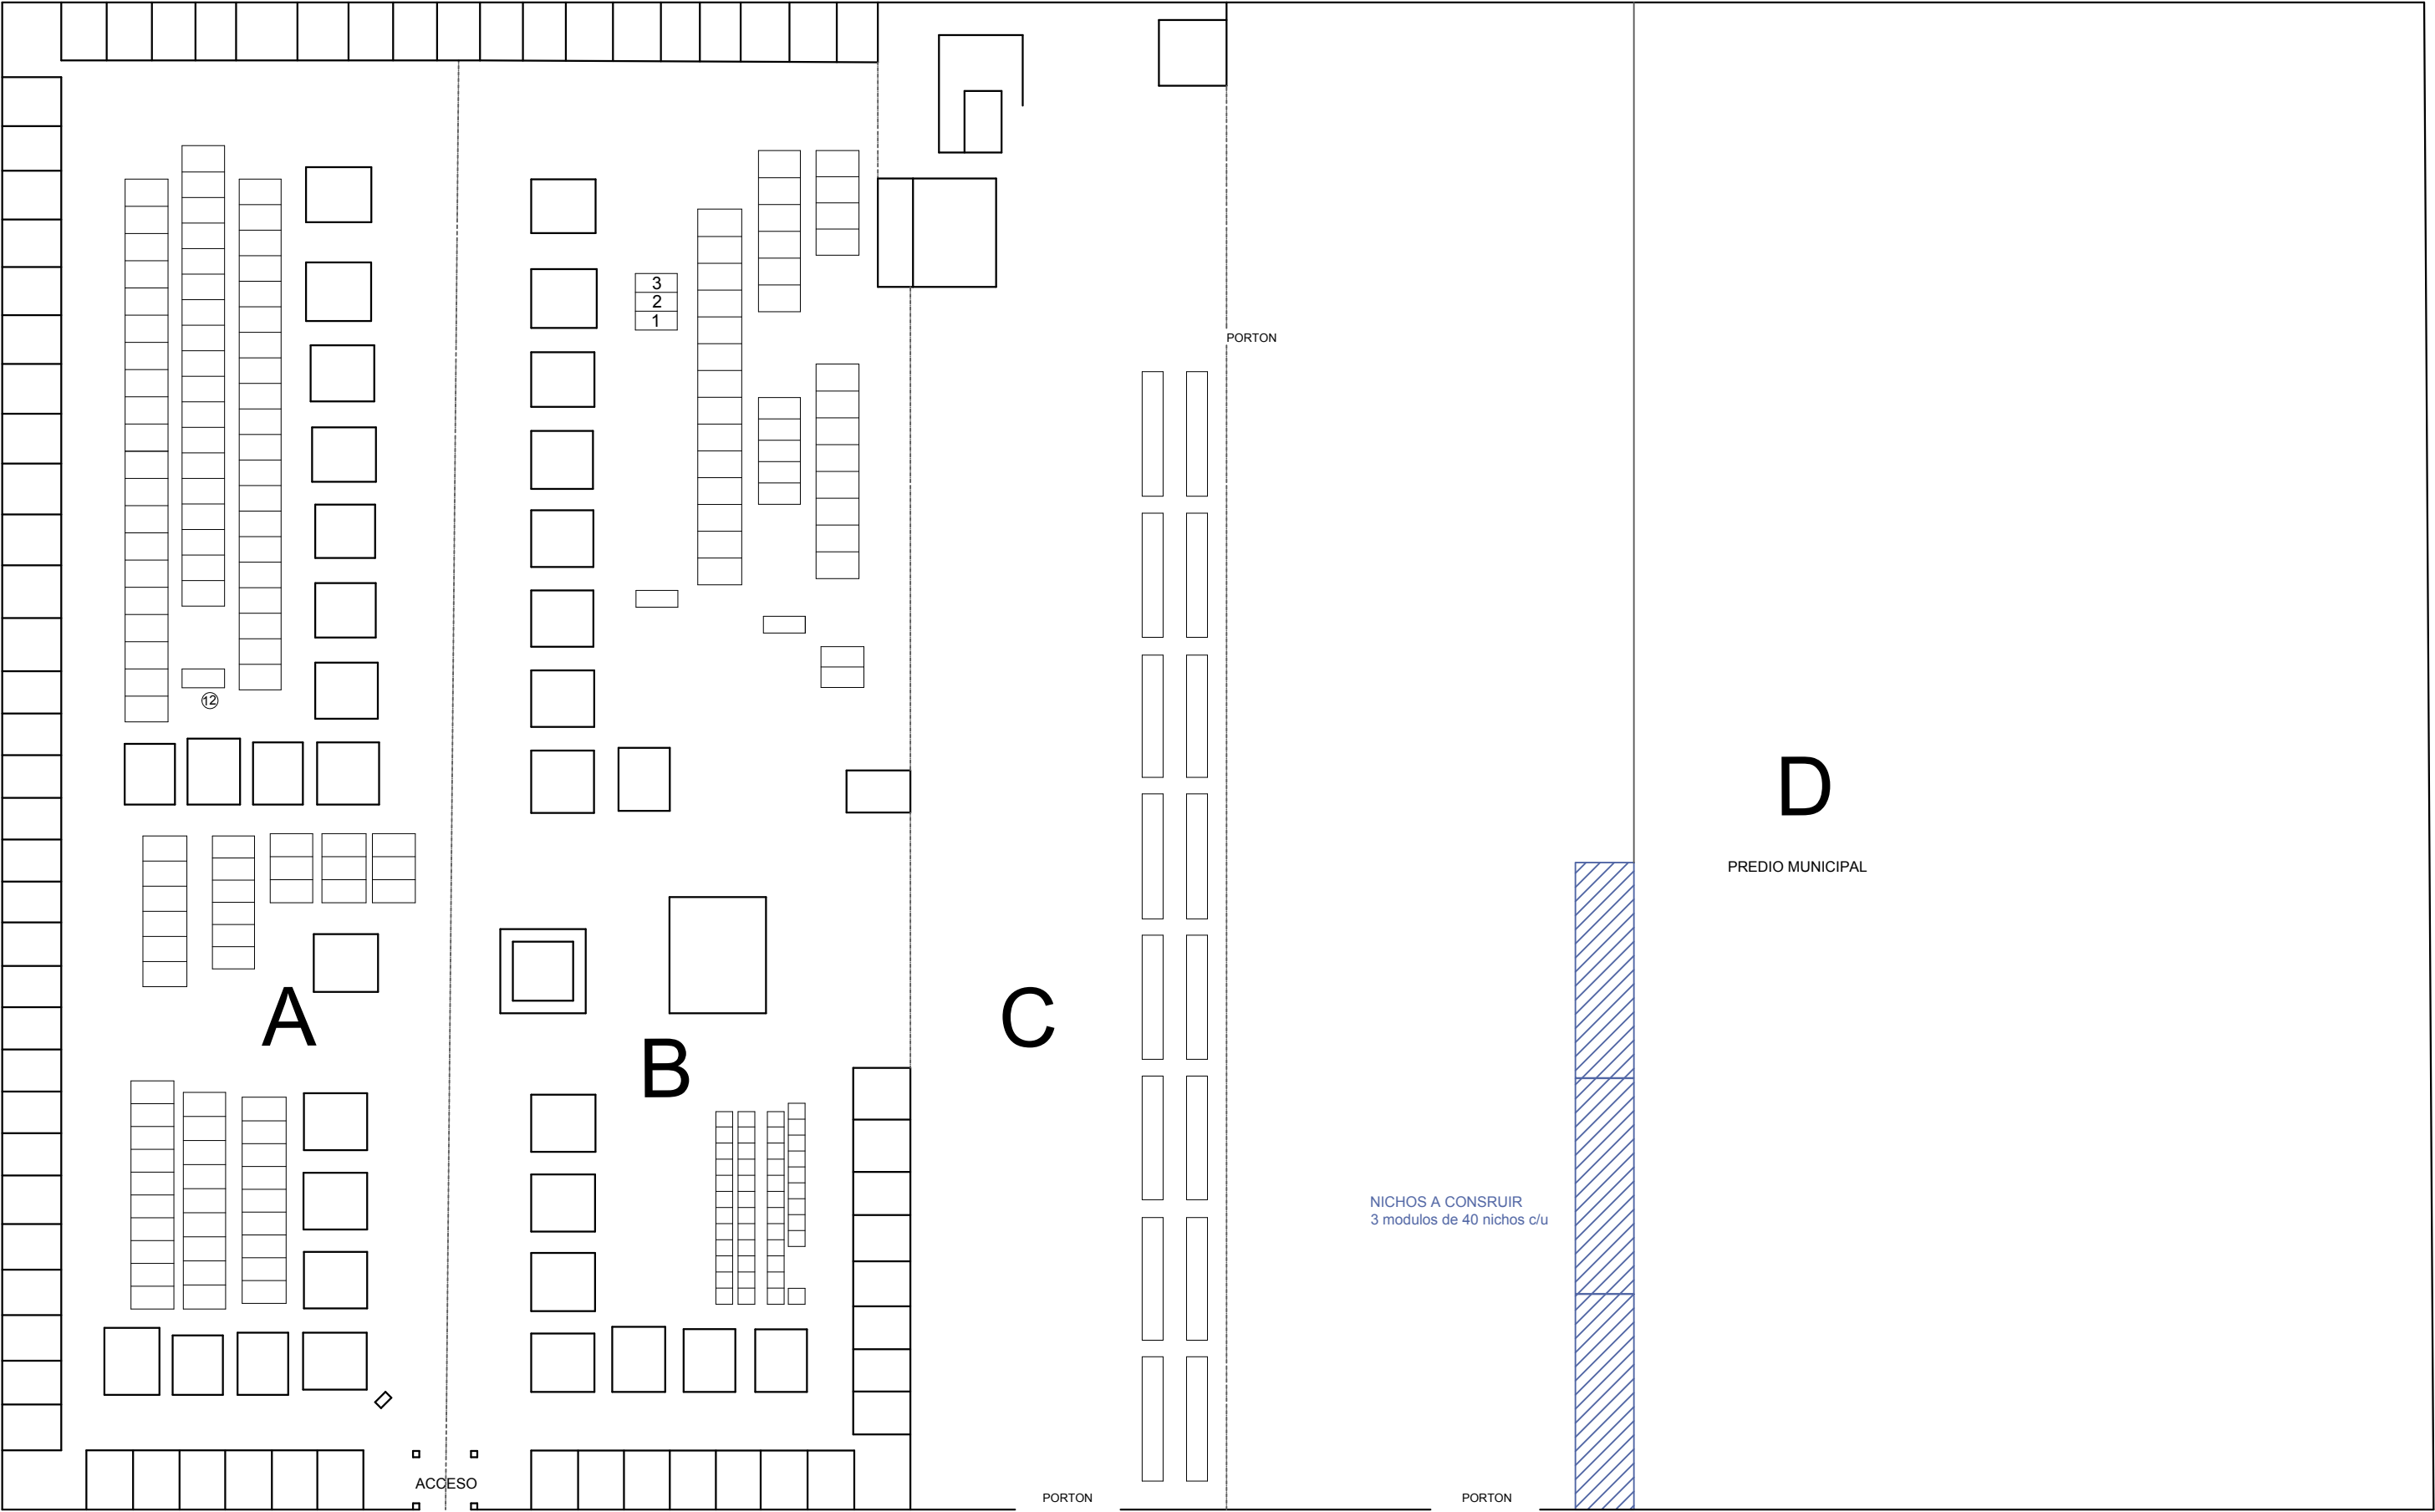 3
2
1
PORTON
12
D
PREDIO MUNICIPAL
A
C
B
NICHOS A CONSRUIR
3 modulos de 40 nichos c/u
ACCESO
PORTON
PORTON